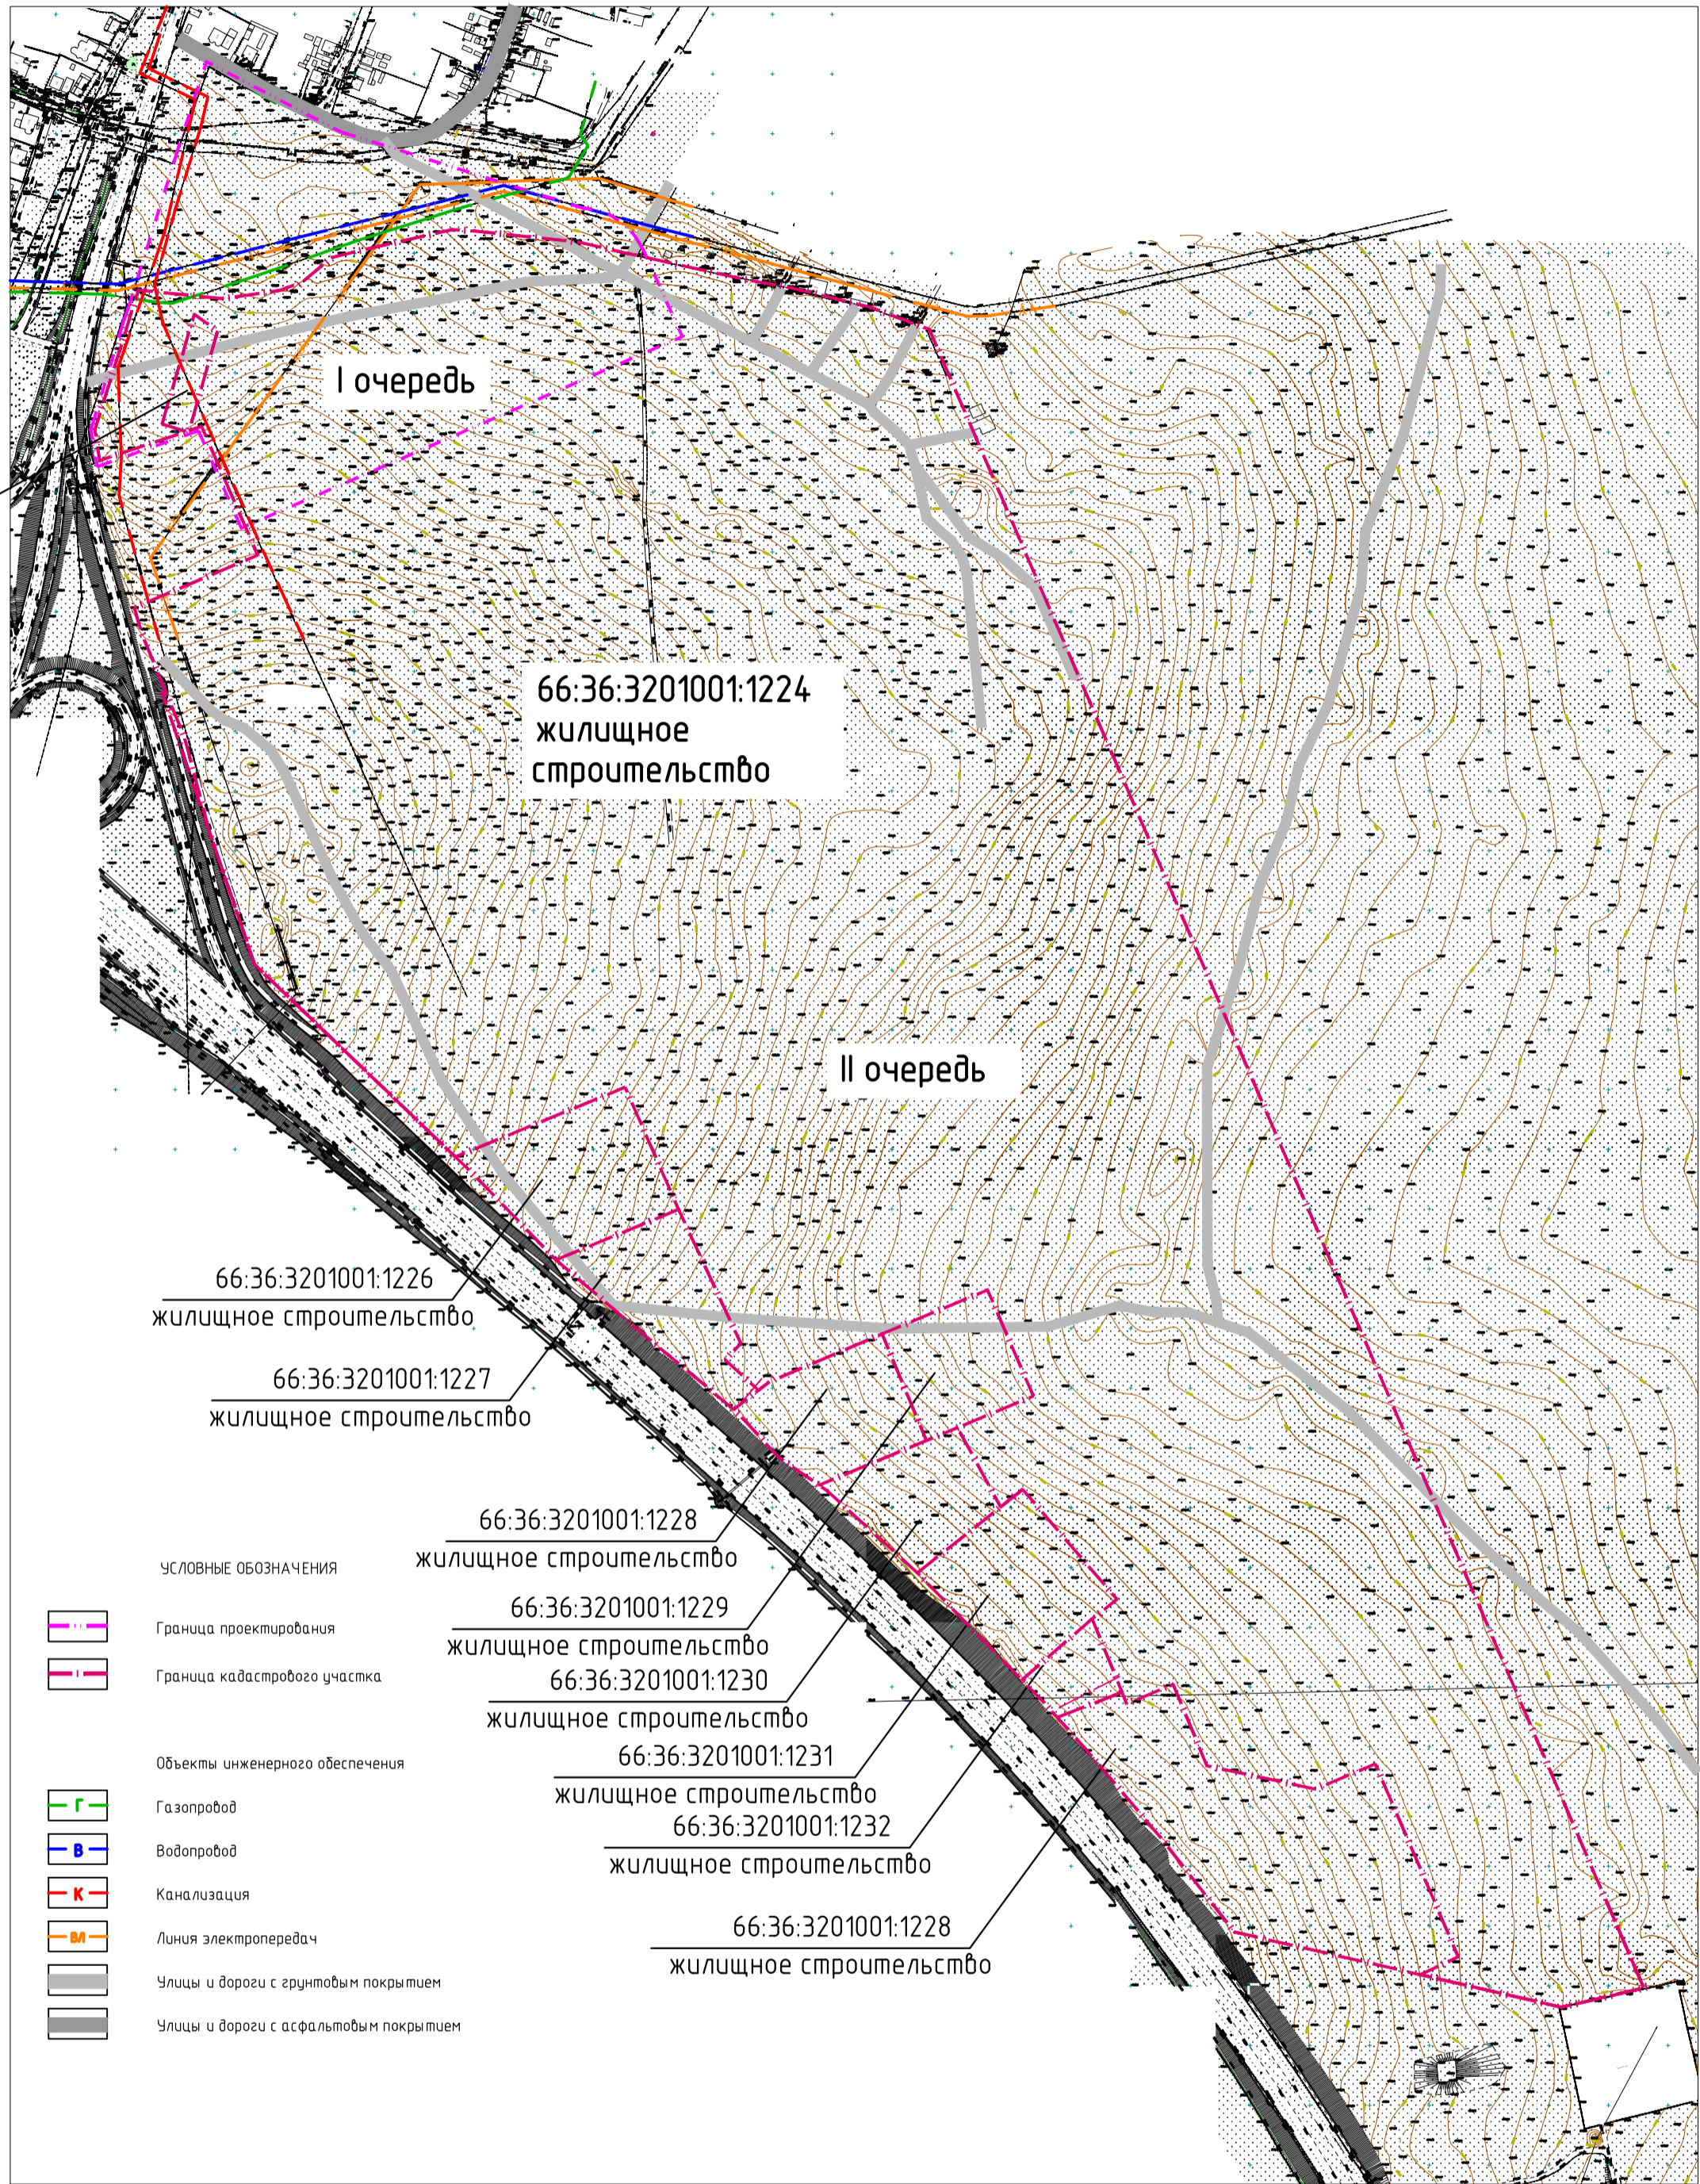 I очередь
66:36:3201001:1224
жилищное
строительство
II очередь
66:36:3201001:1226
жилищное строительство
66:36:3201001:1227
жилищное строительство
66:36:3201001:1228
жилищное строительство
66:36:3201001:1229
жилищное строительство
66:36:3201001:1230
жилищное строительство
66:36:3201001:1231
жилищное строительство
66:36:3201001:1232
жилищное строительство
66:36:3201001:1228
жилищное строительство
УСЛОВНЫЕ ОБОЗНАЧЕНИЯ
Граница проектирования
Граница кадастрового участка
Объекты инженерного обеспечения
Г Газопровод
В Водопровод
К Канализация
ВЛ Линия электропередач
Улицы и дороги с грунтовым покрытием
Улицы и дороги с асфальтовым покрытием